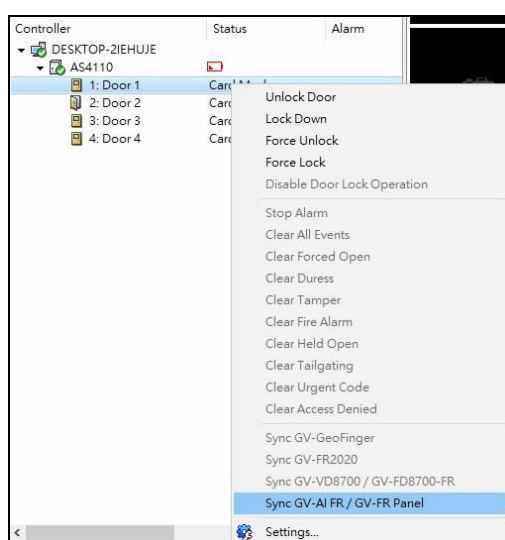 Controller Status Alarm
DESKTOP-2IEHUJE
AS4110
1: Door 1 Card
2: Door 2 Card
3: Door 3 Card
4: Door 4 Card
Unlock Door
Lock Down
Force Unlock
Force Lock
Disable Door Lock Operation
Stop Alarm
Clear All Events
Clear Forced Open
Clear Duress
Clear Tamper
Clear Fire Alarm
Clear Held Open
Clear Tailgating
Clear Urgent Code
Clear Access Denied
Sync GV-GeoFinger
Sync GV-FR2020
Sync GV-VD8700 / GV-FD8700-FR
Sync GV-AI FR / GV-FR Panel
Settings...